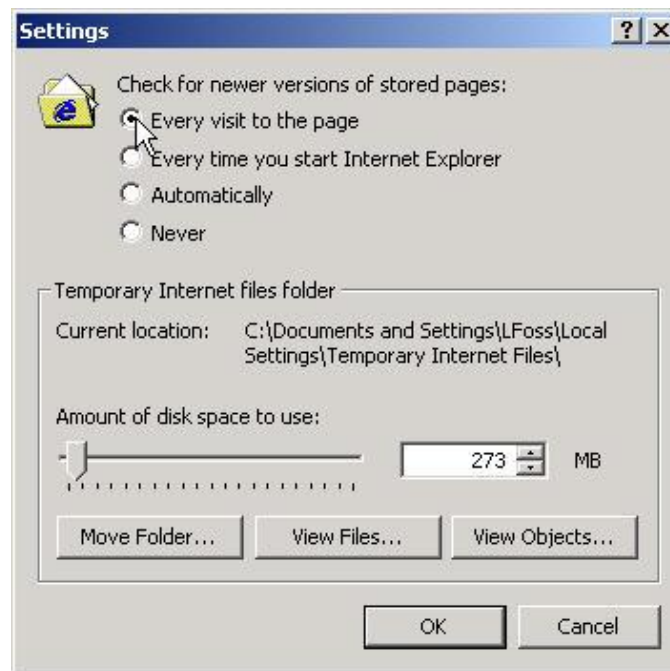 Settings
Check for newer versions of stored pages:
Every visit to the page
Every time you start Internet Explorer
Automatically
Never
Temporary Internet files folder
Current location: C:\Documents and Settings\LFoss\Local
Settings\Temporary Internet Files\
Amount of disk space to use:
273 MB
Move Folder... View Files... View Objects...
OK Cancel